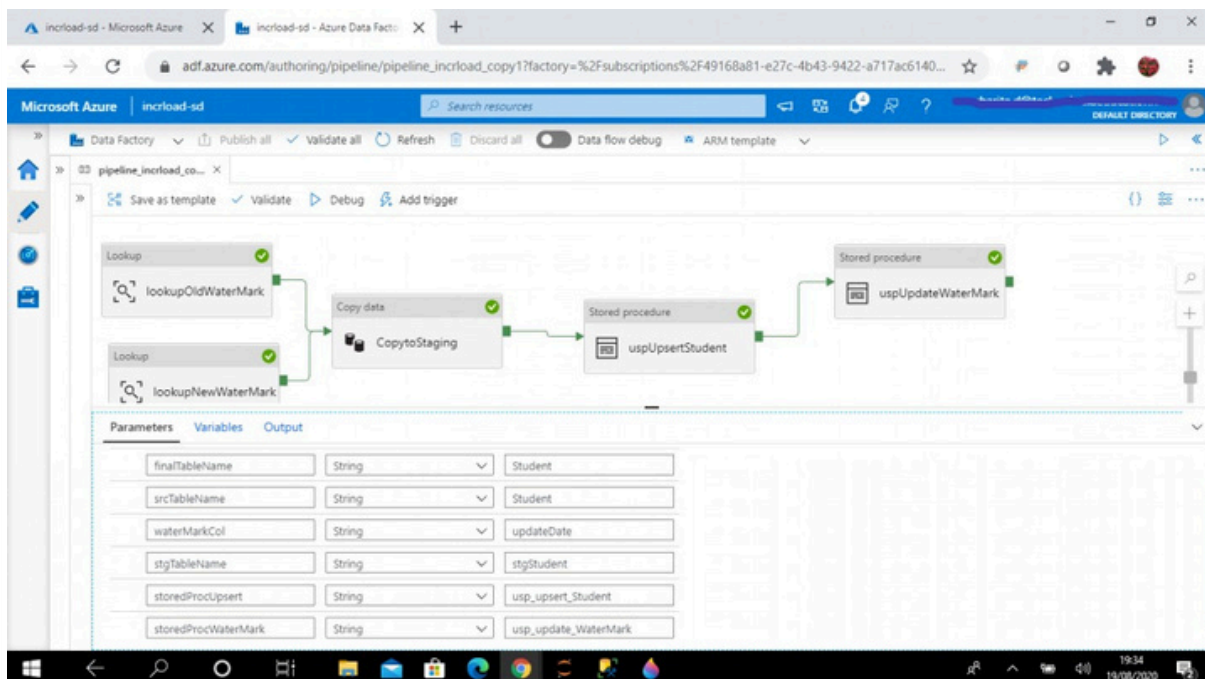 incrload-sd - Microsoft Azure
incrload-sd - Azure Data Facto
adf.azure.com/authoring/pipeline/pipeline_incrload_copy1?factory=%2Fsubscriptions%2F49168a81-e27c-4b43-9422-a717ac6140...
Microsoft Azure incrload-sd Search resources 4 ?
DEFAULT DIRECTORY
Data Factory Publish all Validate all Refresh Discard all Data flow debug ARM template
pipeline_incrload_co...
Save as template Validate Debug Add trigger
Lookup
lookupOldWaterMark
Lookup
lookupNewWaterMark
Copy data
CopytoStaging
Stored procedure
uspUpsertStudent
Stored procedure
uspUpdateWaterMark
Parameters Variables Output
finalTableName String Student
srcTableName String Student
waterMarkCol String updateDate
stgTableName String stgStudent
storedProcUpsert String usp_upsert_Student
storedProcWaterMark String usp_update_WaterMark
19:34
19/08/2020